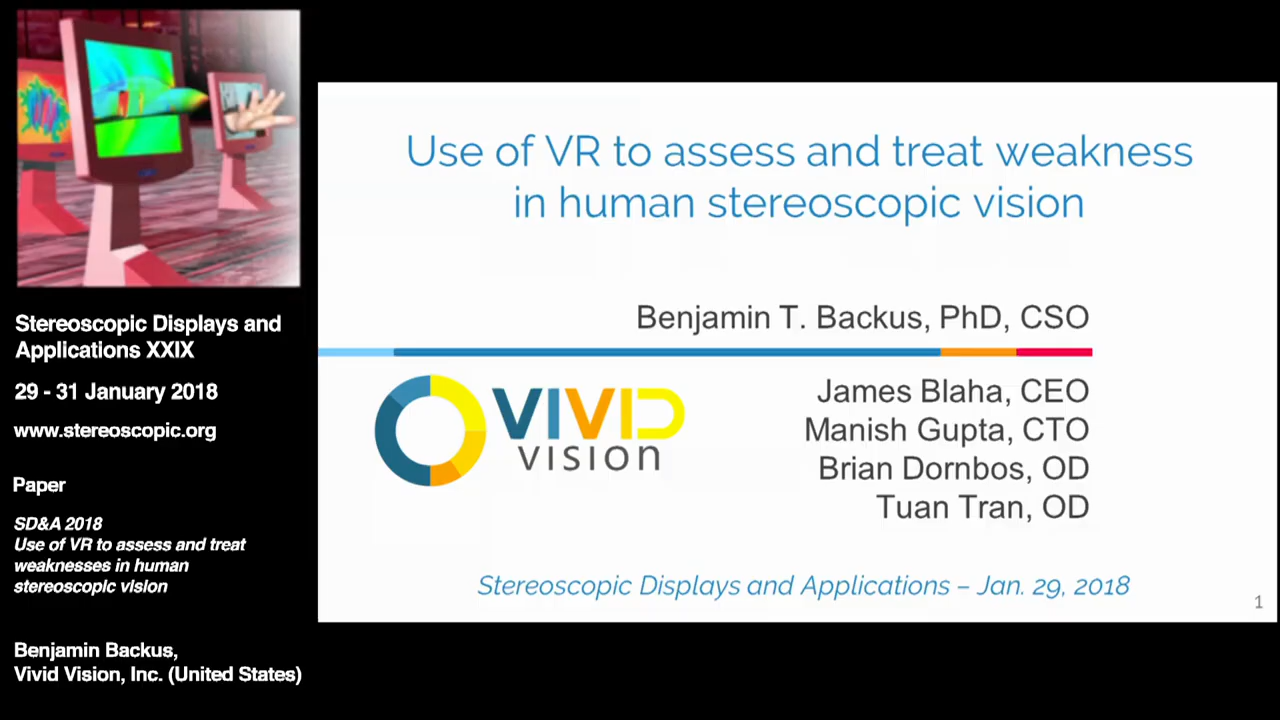 Stereoscopic Displays and
Applications XXIX
29 - 31 January 2018
www.stereoscopic.org
Paper
SD&A 2018
Use of VR to assess and treat
weaknesses in human
stereoscopic vision
Benjamin Backus,
Vivid Vision, Inc. (United States)
Use of VR to assess and treat weakness
in human stereoscopic vision
Benjamin T. Backus, PhD, CSO
VIVID
vision
James Blaha, CEO
Manish Gupta, CTO
Brian Dornbos, OD
Tuan Tran, OD
Stereoscopic Displays and Applications – Jan. 29, 2018
1